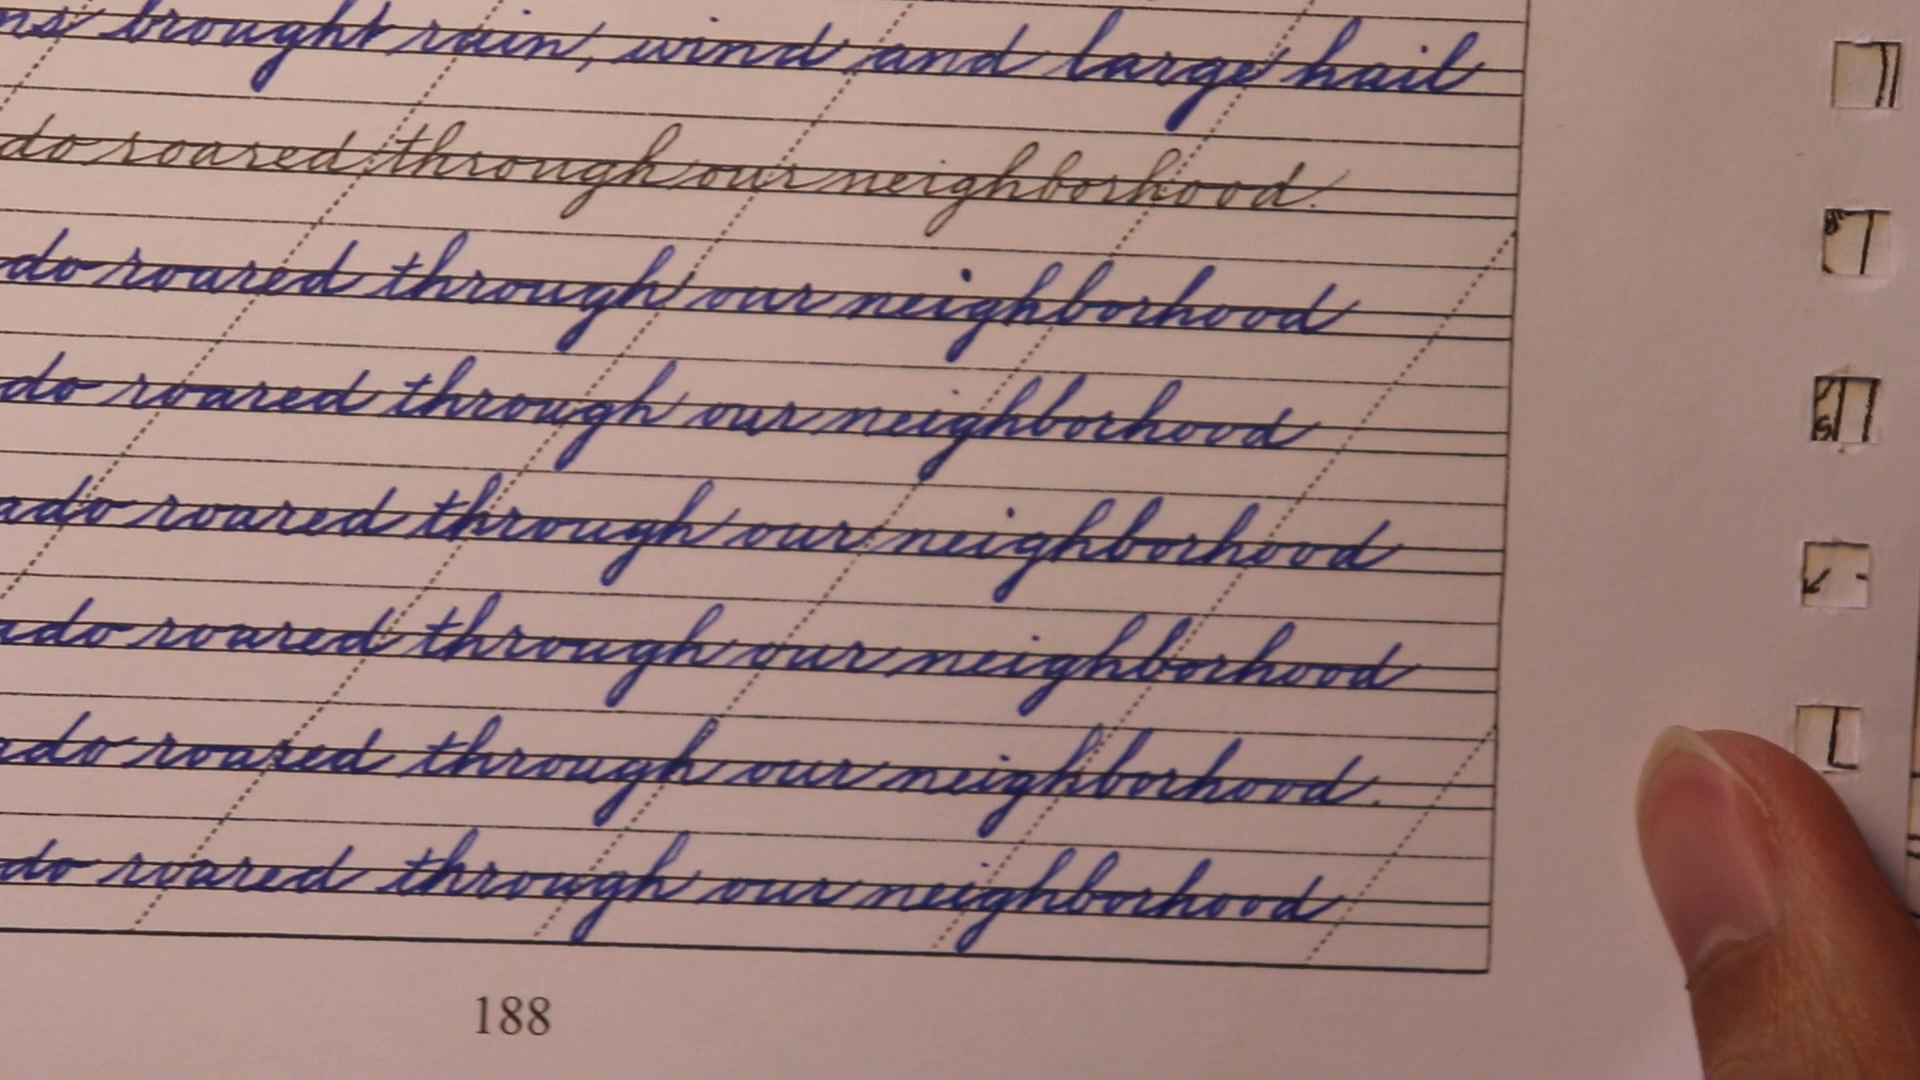 ns brought rain, wind and large hail
do roared through our neighborhood.
do roared through our neighborhood
do roared through our neighborhood
ado roared through our neighborhood
ado roared through our neighborhood
ado roared through our neighborhood.
do roared through our neighborhood
188